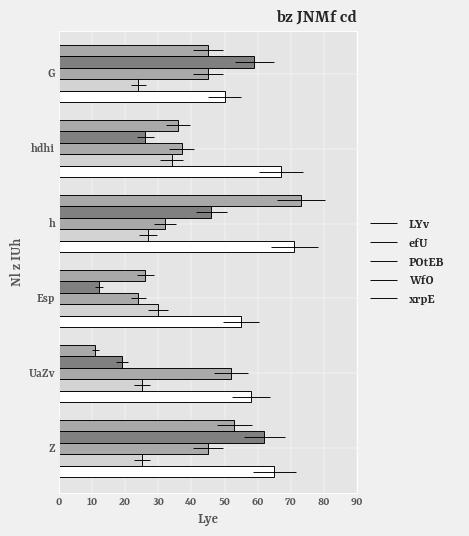 bz JNMf cd
G
hdhi
h
Esp
UaZv
Z
Nl z IUh
0 10 20 30 40 50 60 70 80 90
Lye
LYv
efU
POtEB
WfO
xrpE